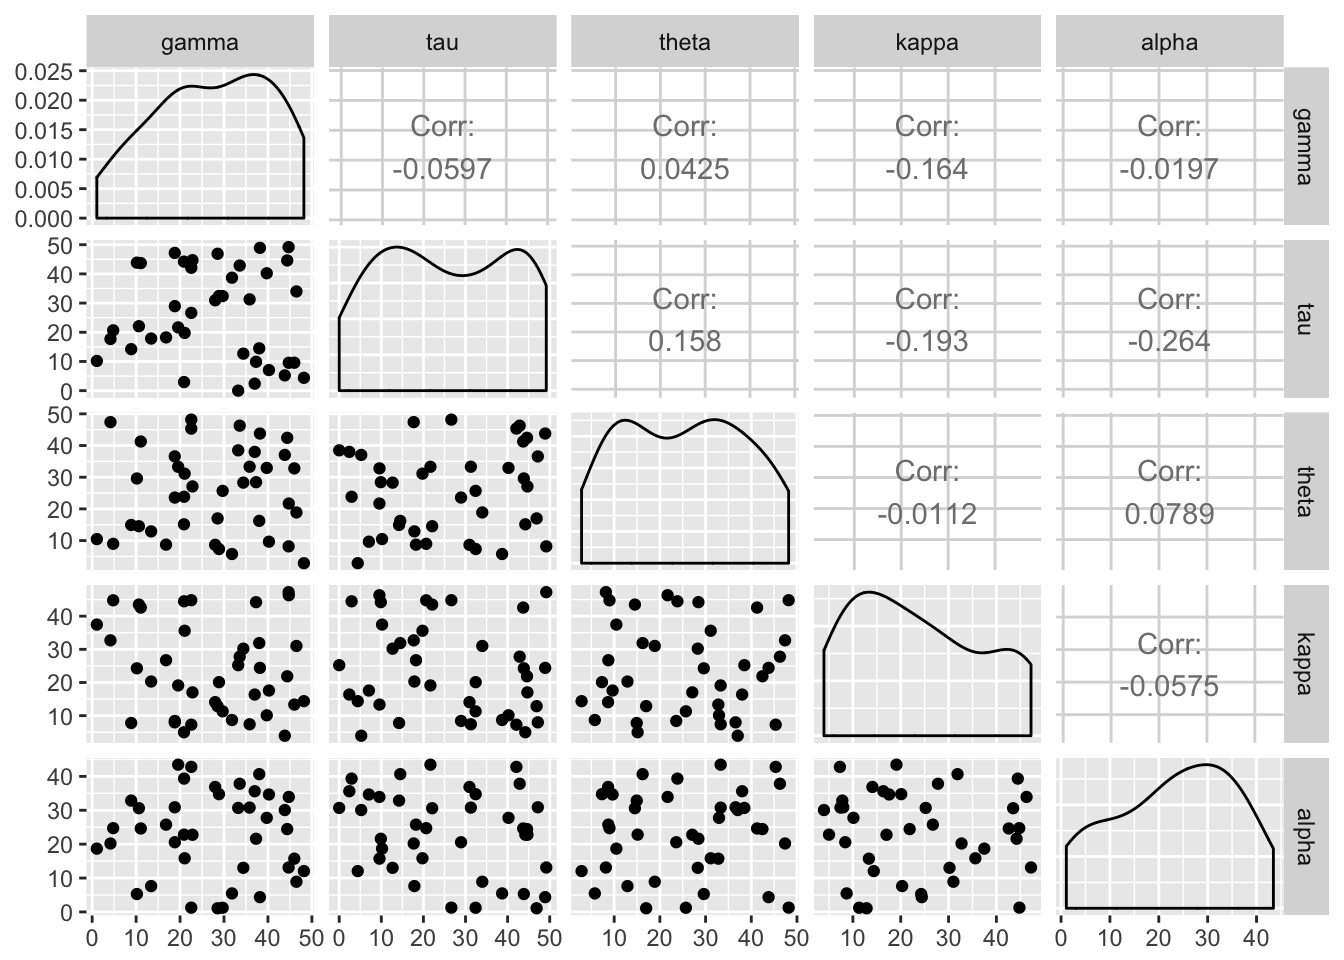 gamma tau theta kappa alpha
0.025
0.020
0.015
0.010
0.005
0.000
Corr: Corr: Corr: Corr:
-0.0597 0.0425 -0.164 -0.0197
gamma
50
40
30
20
10
0
Corr: Corr: Corr:
0.158 -0.193 -0.264
tau
50
40
30
20
10
Corr: Corr:
-0.0112 0.0789
theta
40
30
20
10
Corr:
-0.0575
kappa
40
30
20
10
0
alpha
0 10 20 30 40 50 0 10 20 30 40 50 10 20 30 40 50 10 20 30 40 0 10 20 30 40